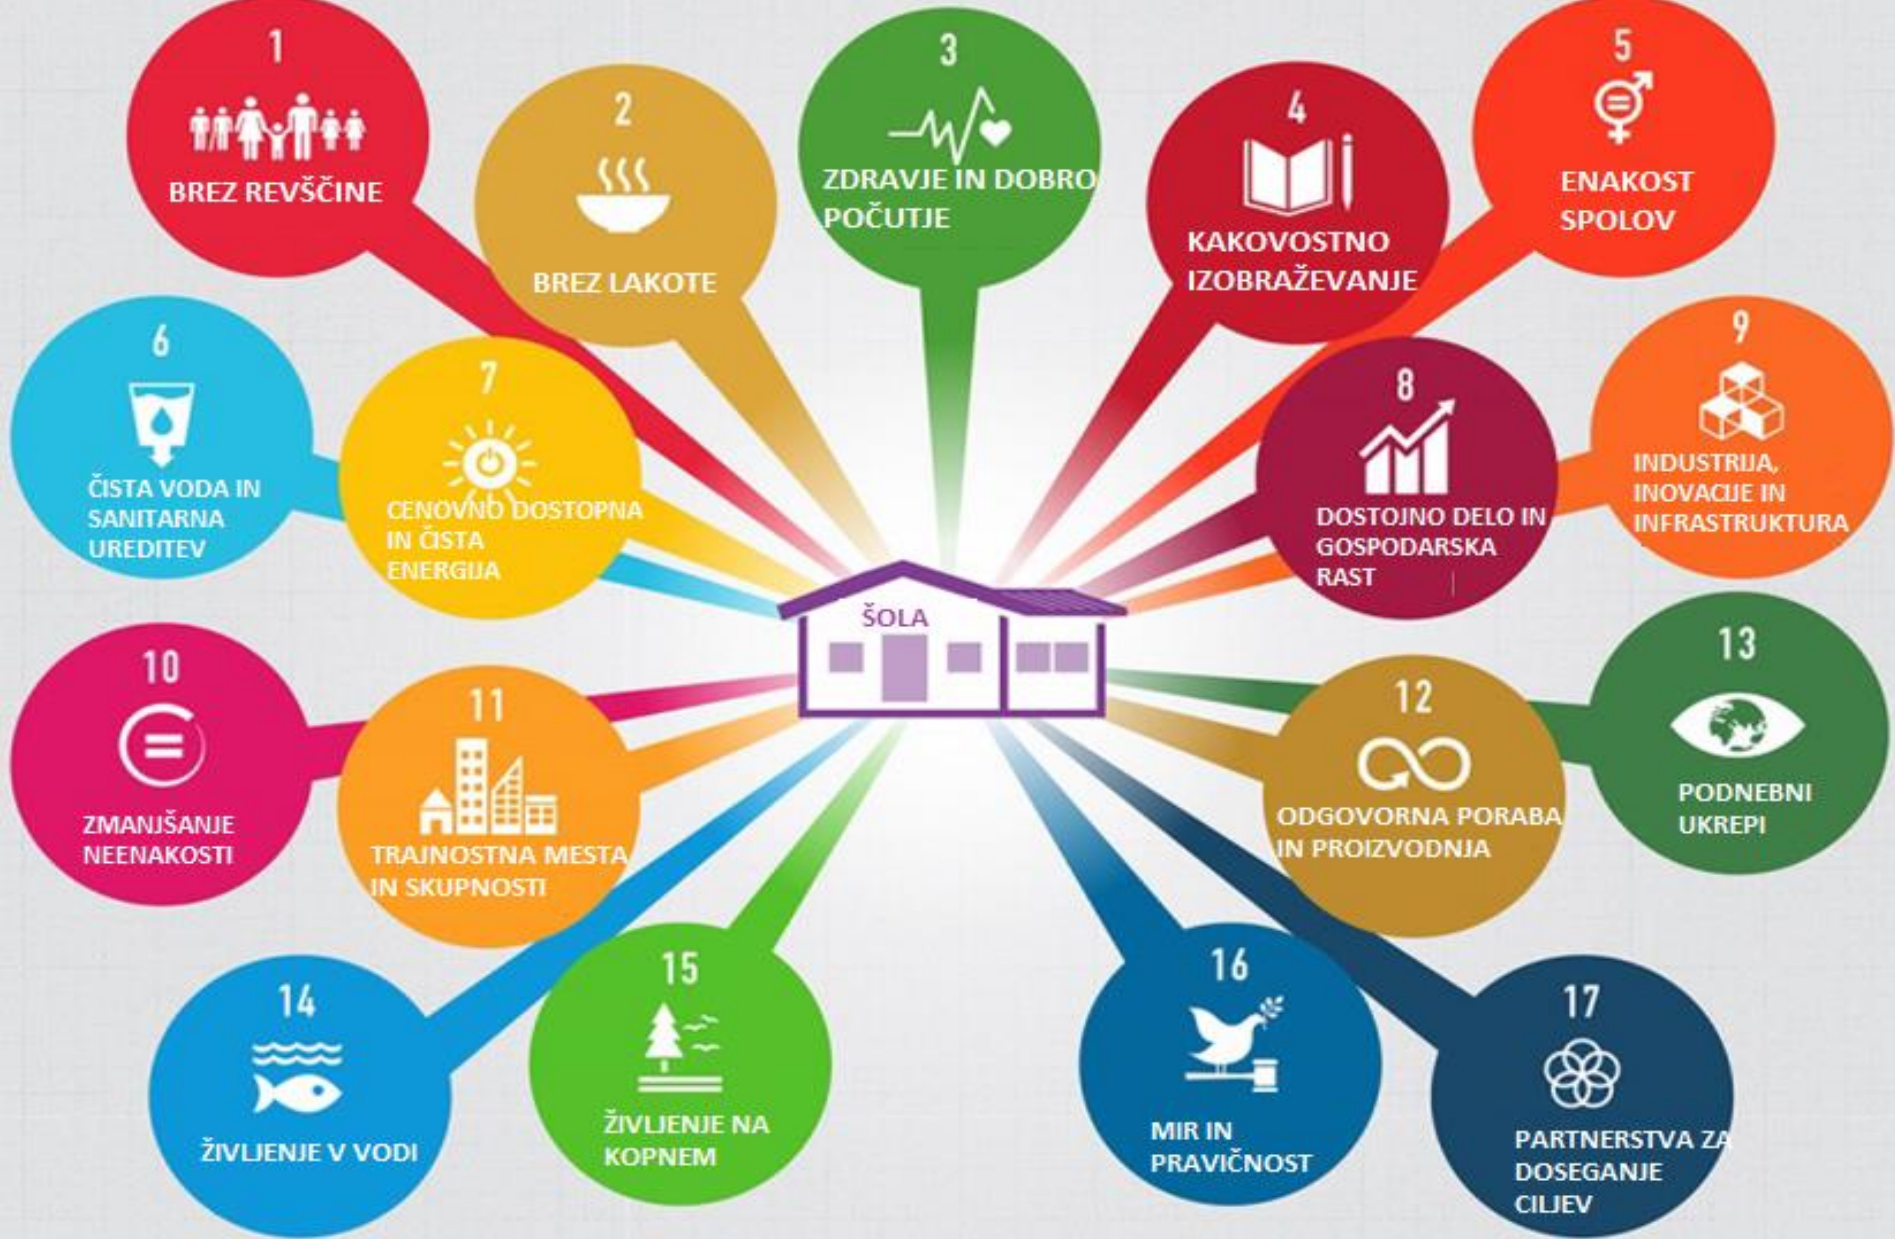 1
BREZ REVŠČINE
2
BREZ LAKOTE
3
ZDRAVJE IN DOBRO
POČUTJE
4
KAKOVOSTNO
IZOBRAŽEVANJE
5
ENAKOST
SPOLOV
6
ČISTA VODA IN
SANITARNA
UREDITEV
7
CENOVNO DOSTOPNA
IN ČISTA
ENERGIJA
8
DOSTOJNO DELO IN
GOSPODARSKA
RAST
9
INDUSTRIJA,
INOVACIJE IN
INFRASTRUKTURA
ŠOLA
10
ZMANJŠANJE
NEENAKOSTI
11
TRAJNOSTNA MESTA
IN SKUPNOSTI
12
ODGOVORNA PORABA
IN PROIZVODNJA
13
PODNEBNI
UKREPI
14
ŽIVLJENJE V VODI
15
ŽIVLJENJE NA
KOPNEM
16
MIR IN
PRAVIČNOST
17
PARTNERSTVA ZA
DOSEGANJE
CILJEV